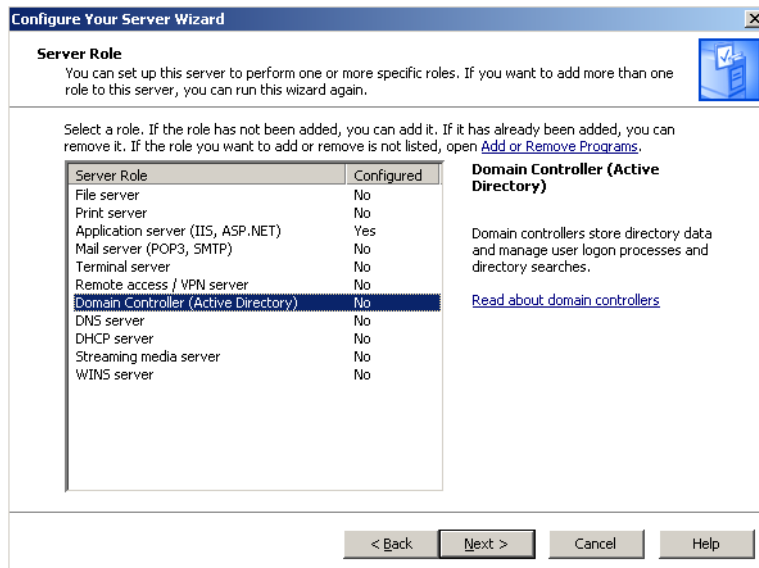 Configure Your Server Wizard
Server Role
You can set up this server to perform one or more specific roles. If you want to add more than one
role to this server, you can run this wizard again.
Select a role. If the role has not been added, you can add it. If it has already been added, you can
remove it. If the role you want to add or remove is not listed, open Add or Remove Programs.
Server Role Configured
File server No
Print server No
Application server (IIS, ASP.NET) Yes
Mail server (POP3, SMTP) No
Terminal server No
Remote access / VPN server No
Domain Controller (Active Directory) No
DNS server No
DHCP server No
Streaming media server No
WINS server No
Domain Controller (Active
Directory)
Domain controllers store directory data
and manage user logon processes and
directory searches.
Read about domain controllers
< Back Next > Cancel Help